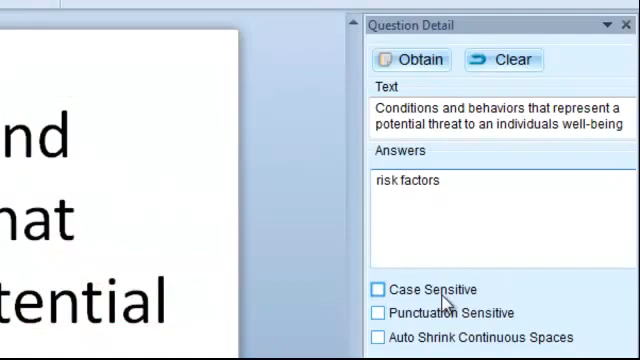 nd
hat
tential
Question Detail
Obtain Clear
Text
Conditions and behaviors that represent a
potential threat to an individuals well-being
Answers
risk factors
Case Sensitive
Punctuation Sensitive
Auto Shrink Continuous Spaces